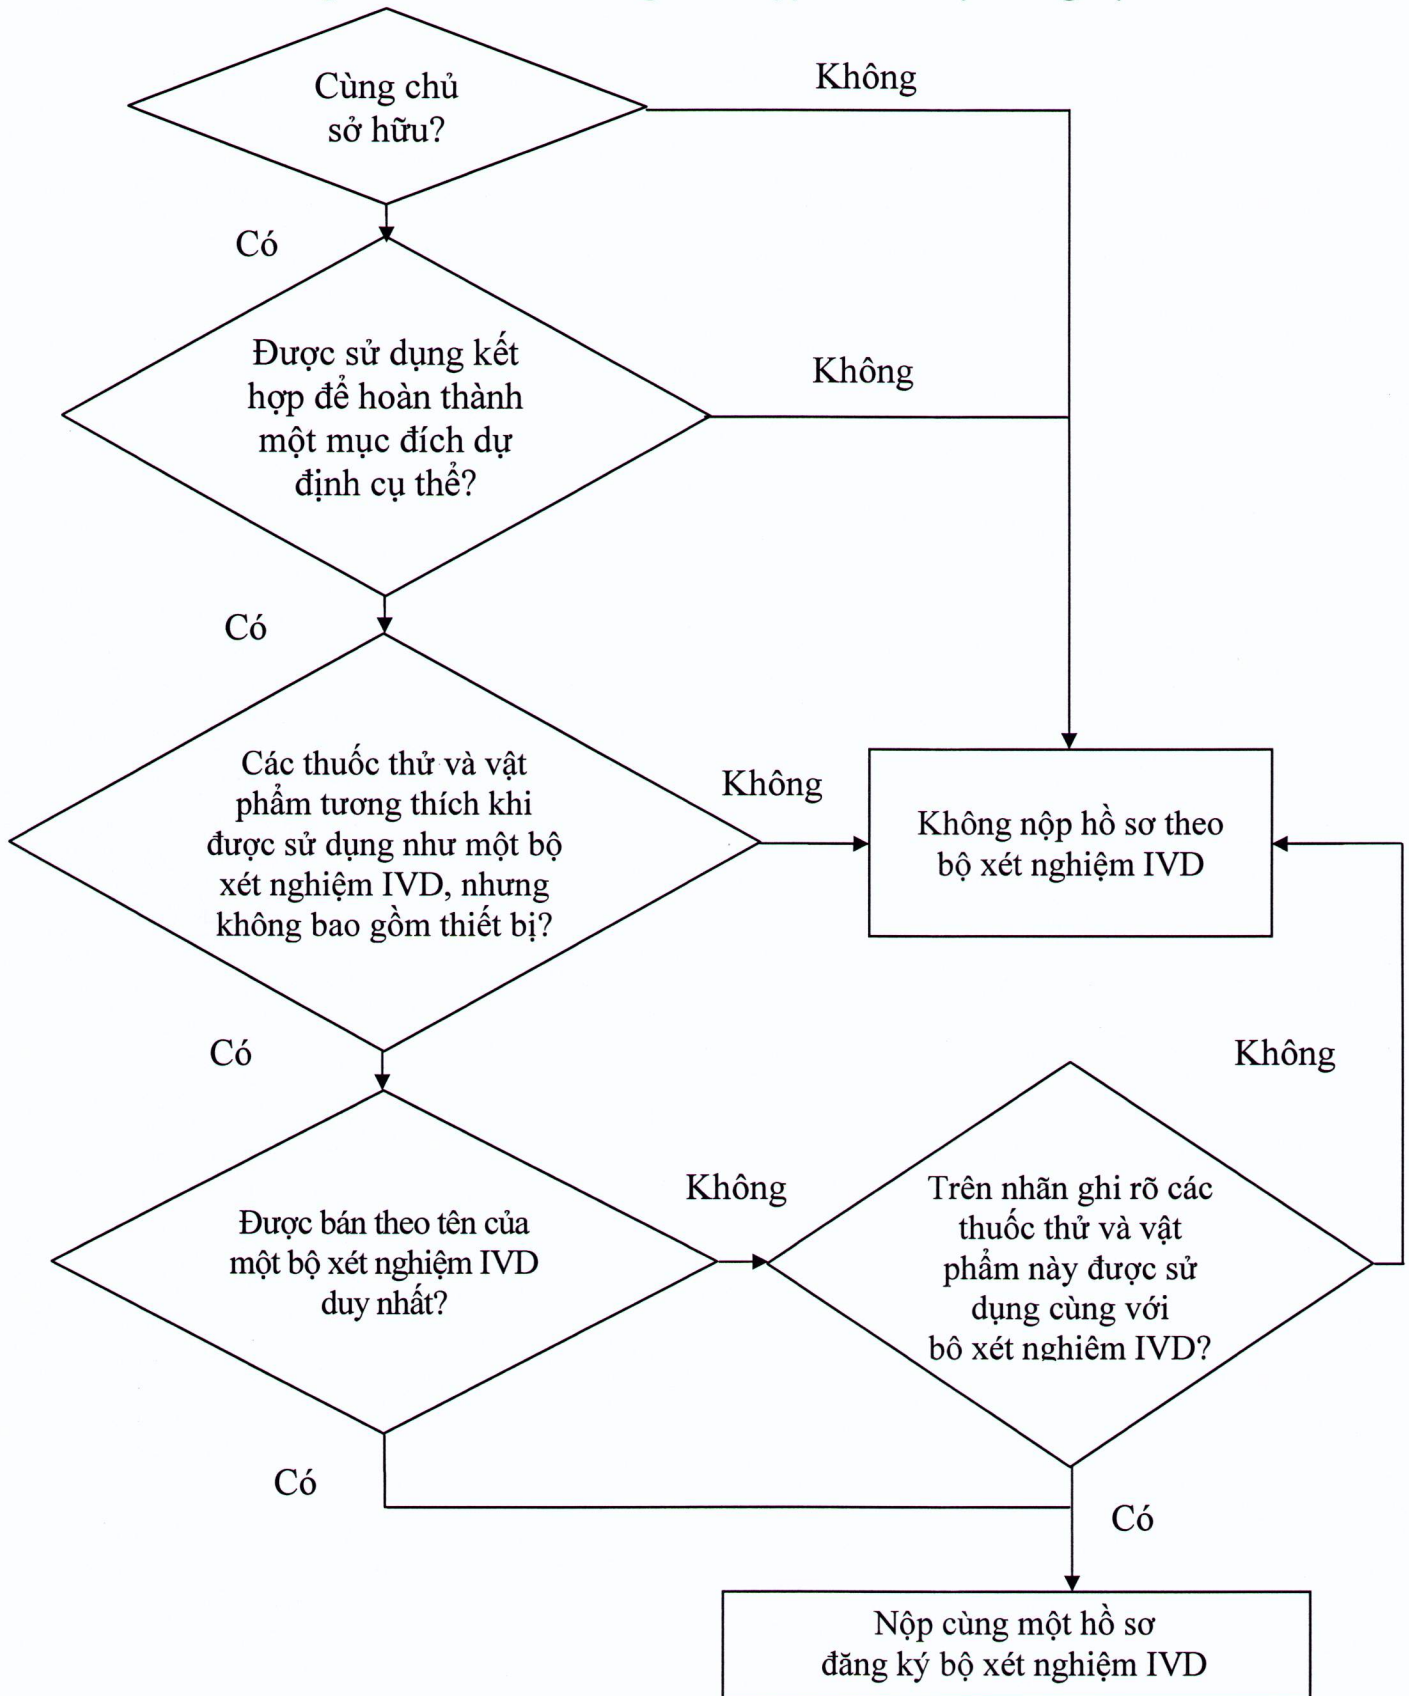 Cùng chủ
sở hữu?
Không
Có
Được sử dụng kết
hợp để hoàn thành
một mục đích dự
định cụ thể?
Không
Có
Các thuốc thử và vật
phẩm tương thích khi
được sử dụng như một bộ
xét nghiệm IVD, nhưng
không bao gồm thiết bị?
Không
Không nộp hồ sơ theo
bộ xét nghiệm IVD
Có
Không
Được bán theo tên của
một bộ xét nghiệm IVD
duy nhất?
Không
Trên nhãn ghi rõ các
thuốc thử và vật
phẩm này được sử
dụng cùng với
bộ xét nghiệm IVD?
Có
Có
Nộp cùng một hồ sơ
đăng ký bộ xét nghiệm IVD